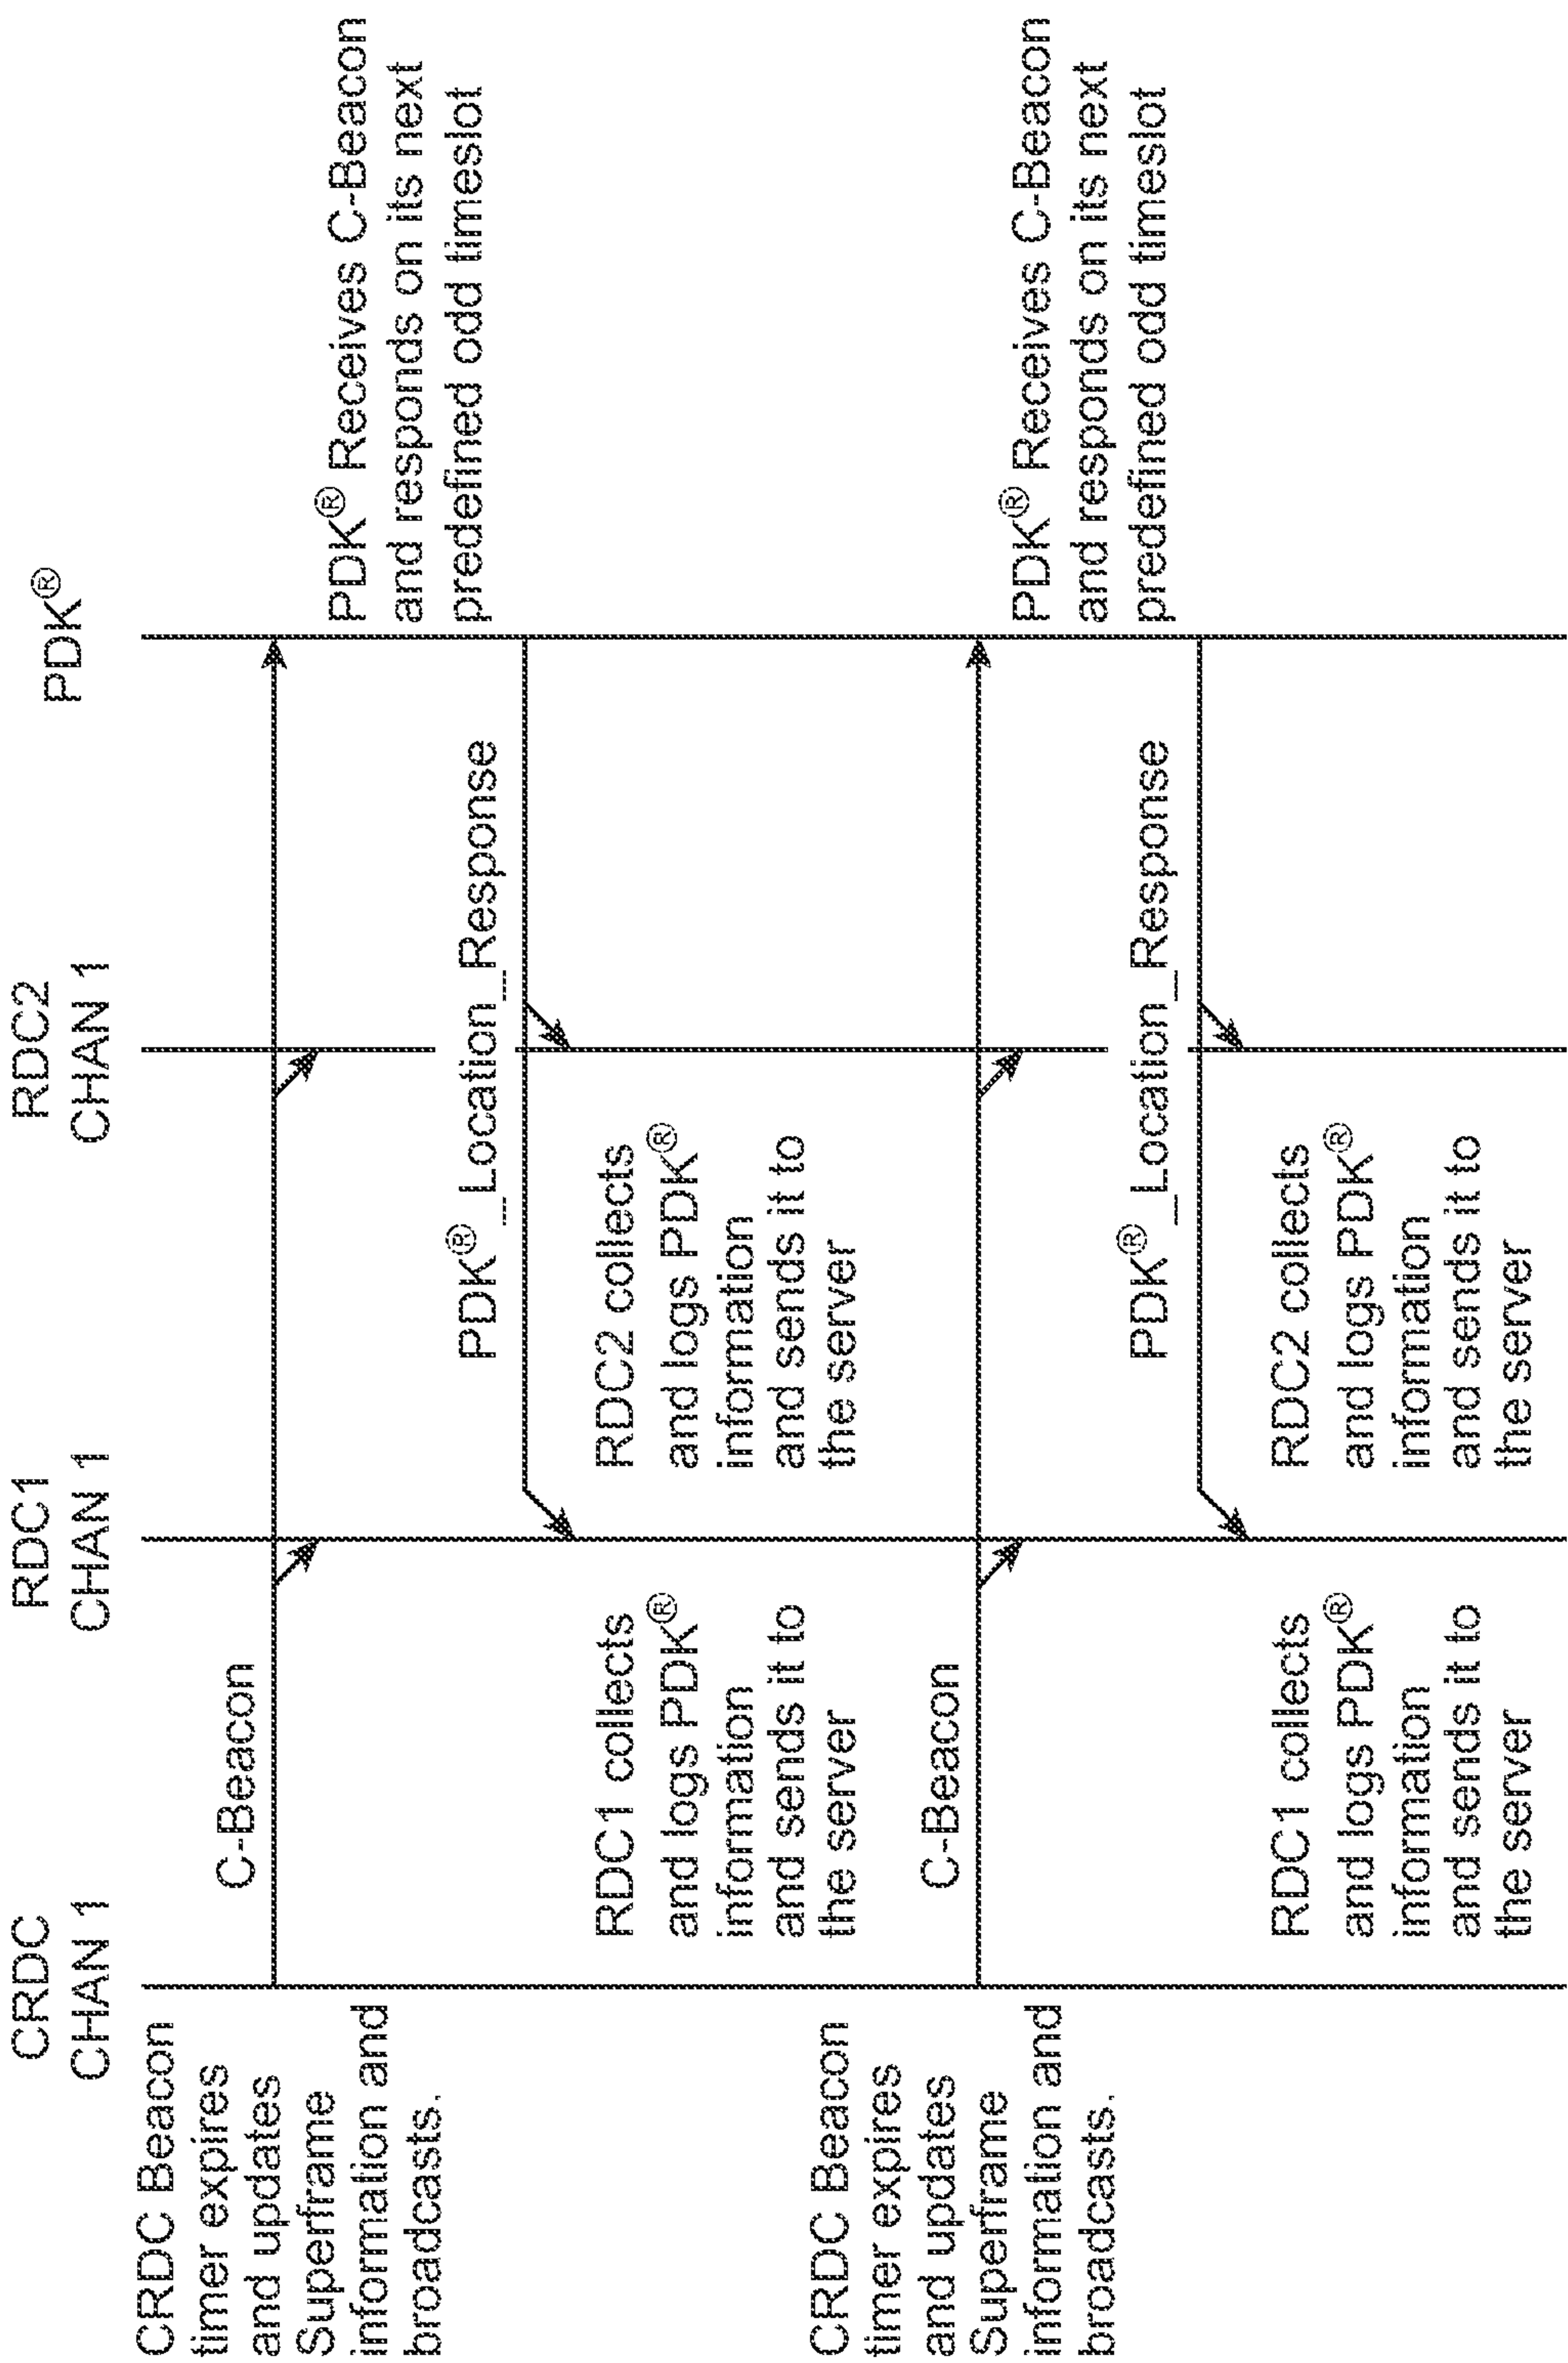 CRDC
CHAN 1
RDC1
CHAN 1
RDC2
CHAN 1
PDK®
CRDC Beacon
timer expires
and updates
Superframe
information and
broadcasts.
C-Beacon
PDK® Receives C-Beacon
and responds on its next
predefined odd timeslot
PDK®_Location_Response
RDC1 collects
and logs PDK®
information
and sends it to
the server
RDC2 collects
and logs PDK®
information
and sends it to
the server
CRDC Beacon
timer expires
and updates
Superframe
information and
broadcasts.
C-Beacon
PDK® Receives C-Beacon
and responds on its next
predefined odd timeslot
PDK®_Location_Response
RDC1 collects
and logs PDK®
information
and sends it to
the server
RDC2 collects
and logs PDK®
information
and sends it to
the server